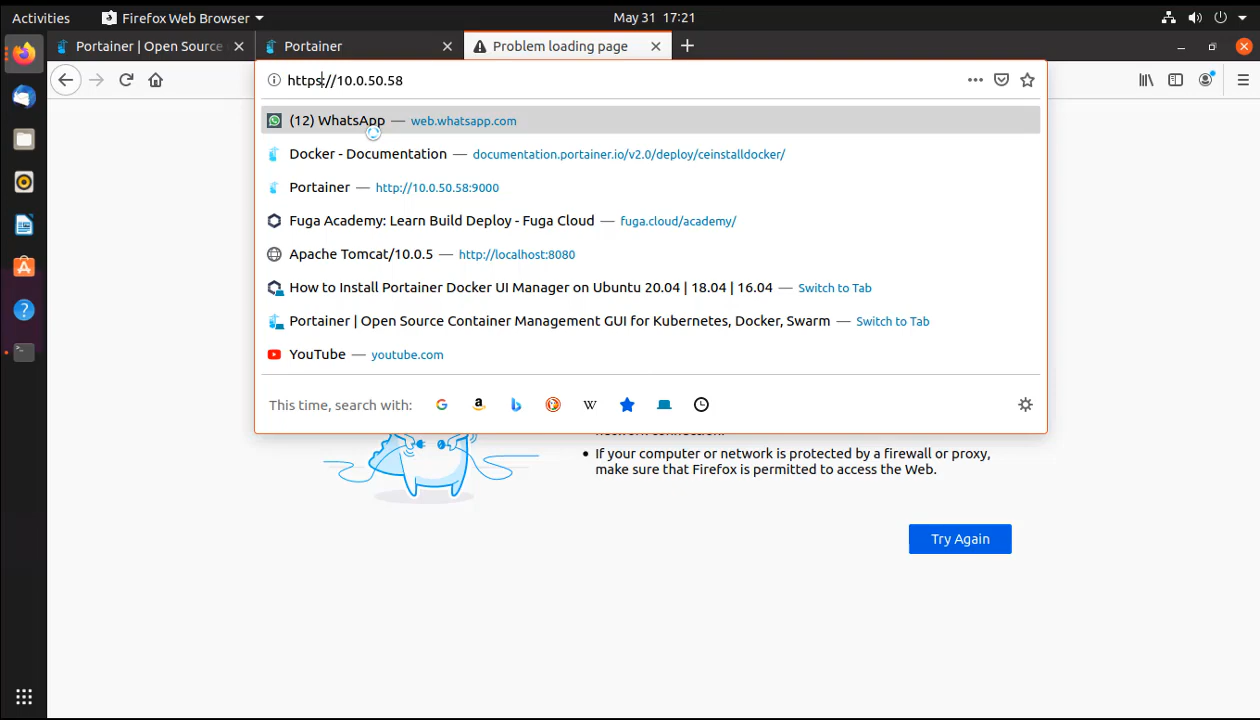 Activities
Firefox Web Browser
May 31 17:21
Portainer | Open Source
Portainer
Problem loading page
https//10.0.50.58
(12) WhatsApp — web.whatsapp.com
Docker - Documentation — documentation.portainer.io/v2.0/deploy/ceinstalldocker/
Portainer — http://10.0.50.58:9000
Fuga Academy: Learn Build Deploy - Fuga Cloud — fuga.cloud/academy/
Apache Tomcat/10.0.5 — http://localhost:8080
How to Install Portainer Docker UI Manager on Ubuntu 20.04 | 18.04 | 16.04 — Switch to Tab
Portainer | Open Source Container Management GUI for Kubernetes, Docker, Swarm — Switch to Tab
YouTube — youtube.com
This time, search with:
network connection.
• If your computer or network is protected by a firewall or proxy,
make sure that Firefox is permitted to access the Web.
Try Again